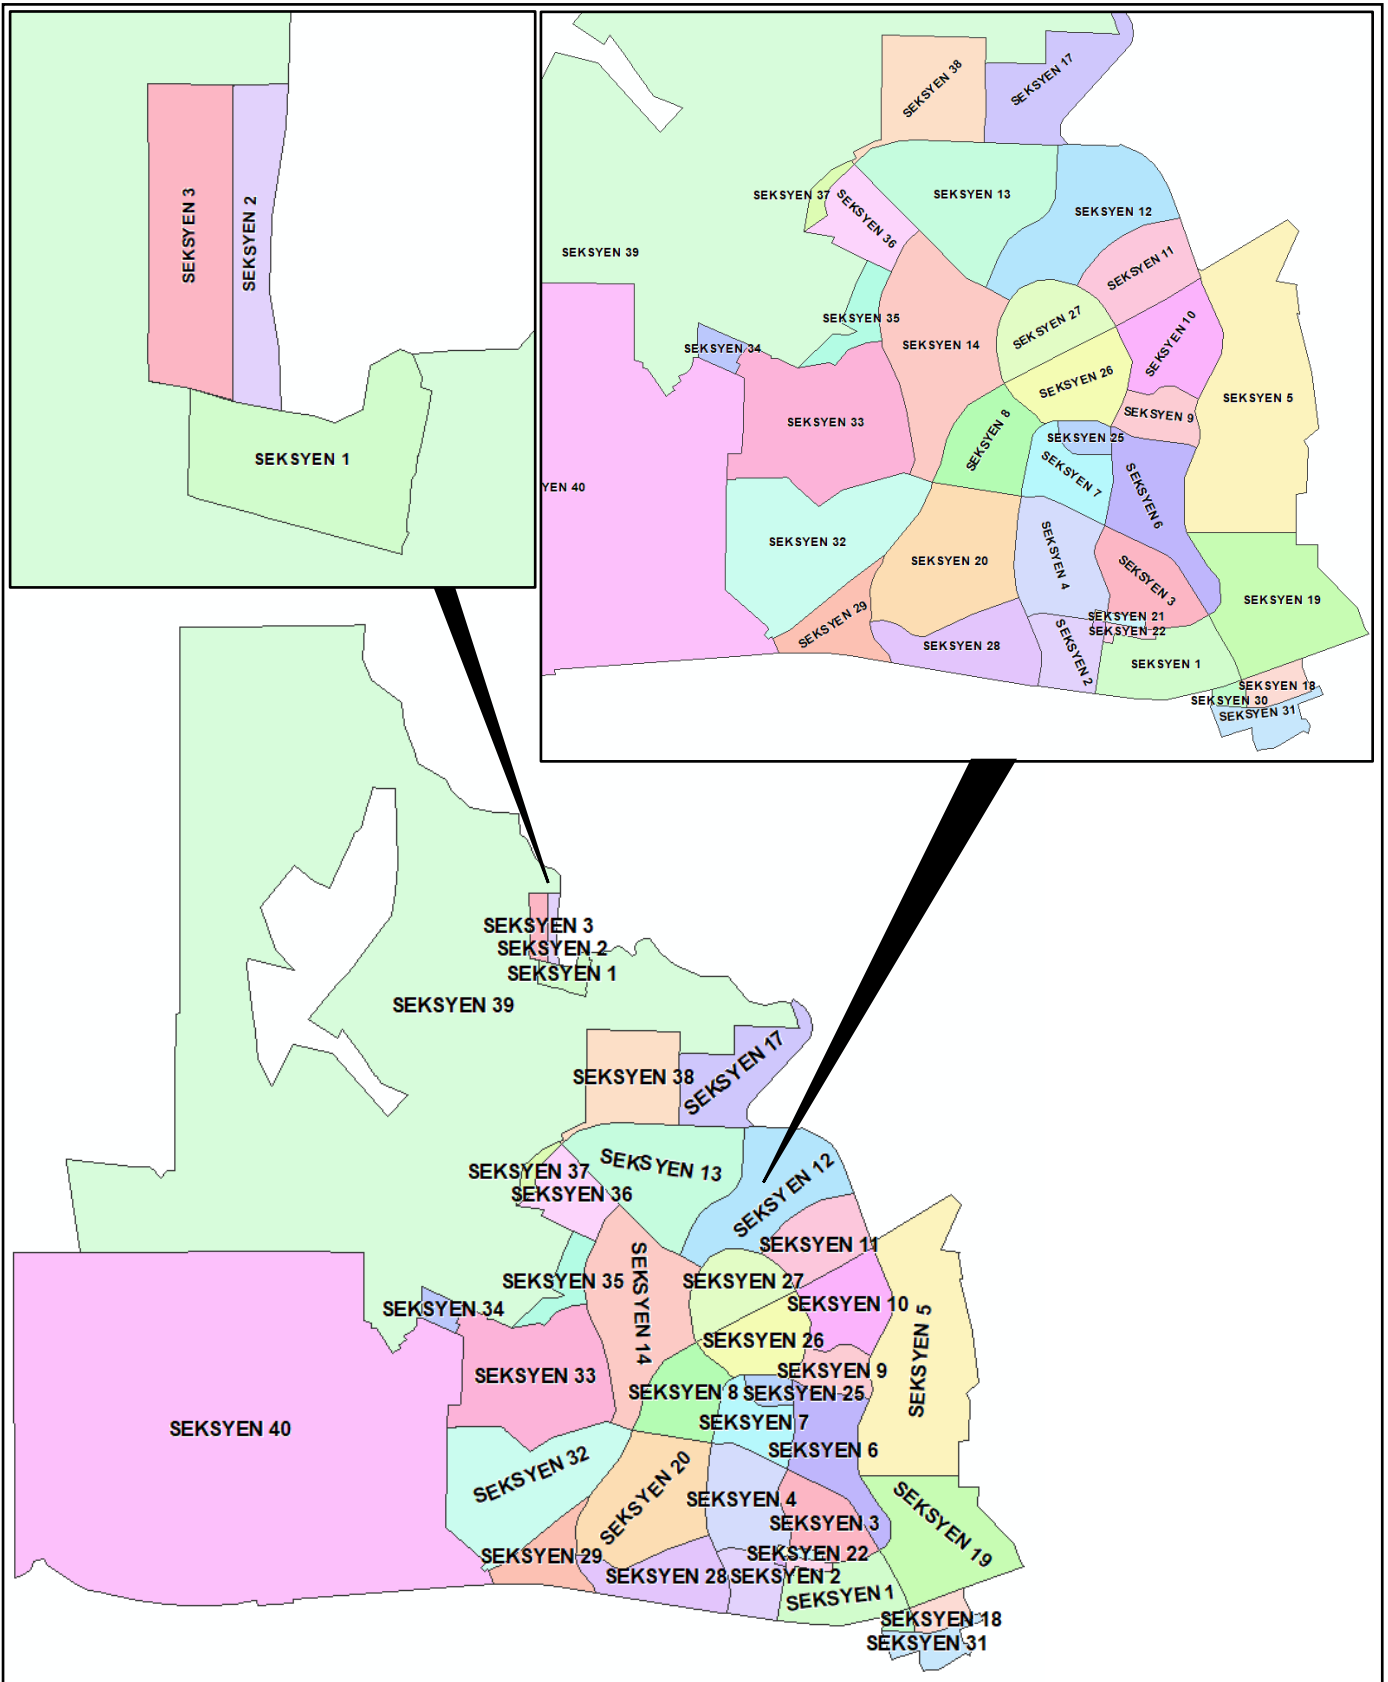 SEKSYEN 3
SEKSYEN 2
SEKSYEN 1
SEKSYEN 38
SEKSYEN 17
SEKSYEN 37
SEKSYEN 13
SEKSYEN 36
SEKSYEN 12
SEKSYEN 39
SEKSYEN 11
SEKSYEN 35
SEKSYEN 27
SEKSYEN 10
SEKSYEN 34
SEKSYEN 14
SEKSYEN 26
SEKSYEN 5
SEKSYEN 33
SEKSYEN 8
SEKSYEN 9
SEKSYEN 25
SEKSYEN 7
YEN 40
SEKSYEN 6
SEKSYEN 32
SEKSYEN 20
SEKSYEN 4
SEKSYEN 3
SEKSYEN 19
SEKSYEN 29
SEKSYEN 21
SEKSYEN 22
SEKSYEN 28
SEKSYEN 2
SEKSYEN 1
SEKSYEN 18
SEKSYEN 30
SEKSYEN 31
SEKSYEN 3
SEKSYEN 2
SEKSYEN 1
SEKSYEN 39
SEKSYEN 38
SEKSYEN 17
SEKSYEN 37
SEKSYEN 13
SEKSYEN 36
SEKSYEN 12
SEKSYEN 11
SEKSYEN 35
SEKSYEN 27
SEKSYEN 34
SEKSYEN 14
SEKSYEN 10
SEKSYEN 26
SEKSYEN 5
SEKSYEN 33
SEKSYEN 9
SEKSYEN 8
SEKSYEN 25
SEKSYEN 40
SEKSYEN 7
SEKSYEN 6
SEKSYEN 32
SEKSYEN 20
SEKSYEN 4
SEKSYEN 3
SEKSYEN 19
SEKSYEN 29
SEKSYEN 22
SEKSYEN 28
SEKSYEN 2
SEKSYEN 1
SEKSYEN 18
SEKSYEN 31